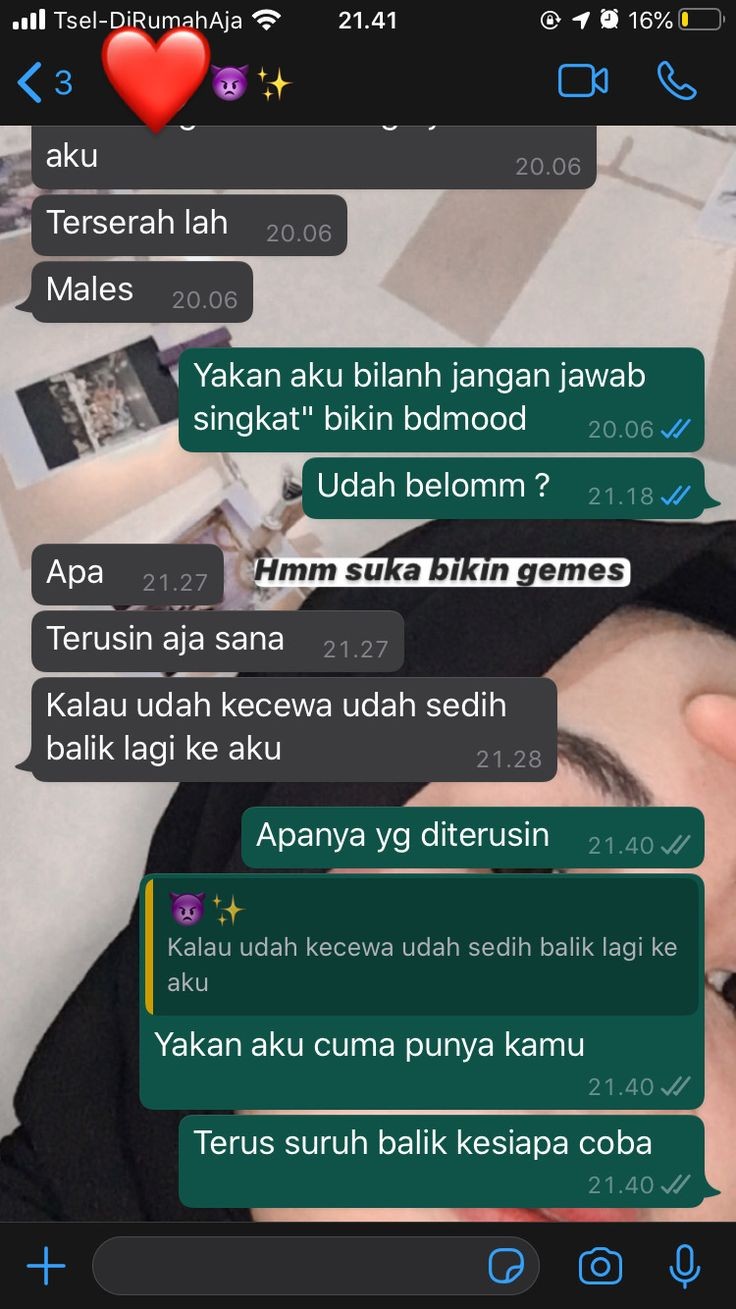 Tsel-DiRumahAja 21.41 16%
3 😈✨
aku 20.06
Terserah lah 20.06
Males 20.06
Yakan aku bilanh jangan jawab
singkat" bikin bdmood 20.06
Udah belomm ? 21.18
Apa 21.27
Hmm suka bikin gemes
Terusin aja sana 21.27
Kalau udah kecewa udah sedih
balik lagi ke aku 21.28
Apanya yg diterusin 21.40
👿✨
Kalau udah kecewa udah sedih balik lagi ke
aku
Yakan aku cuma punya kamu
21.40
Terus suruh balik kesiapa coba
21.40